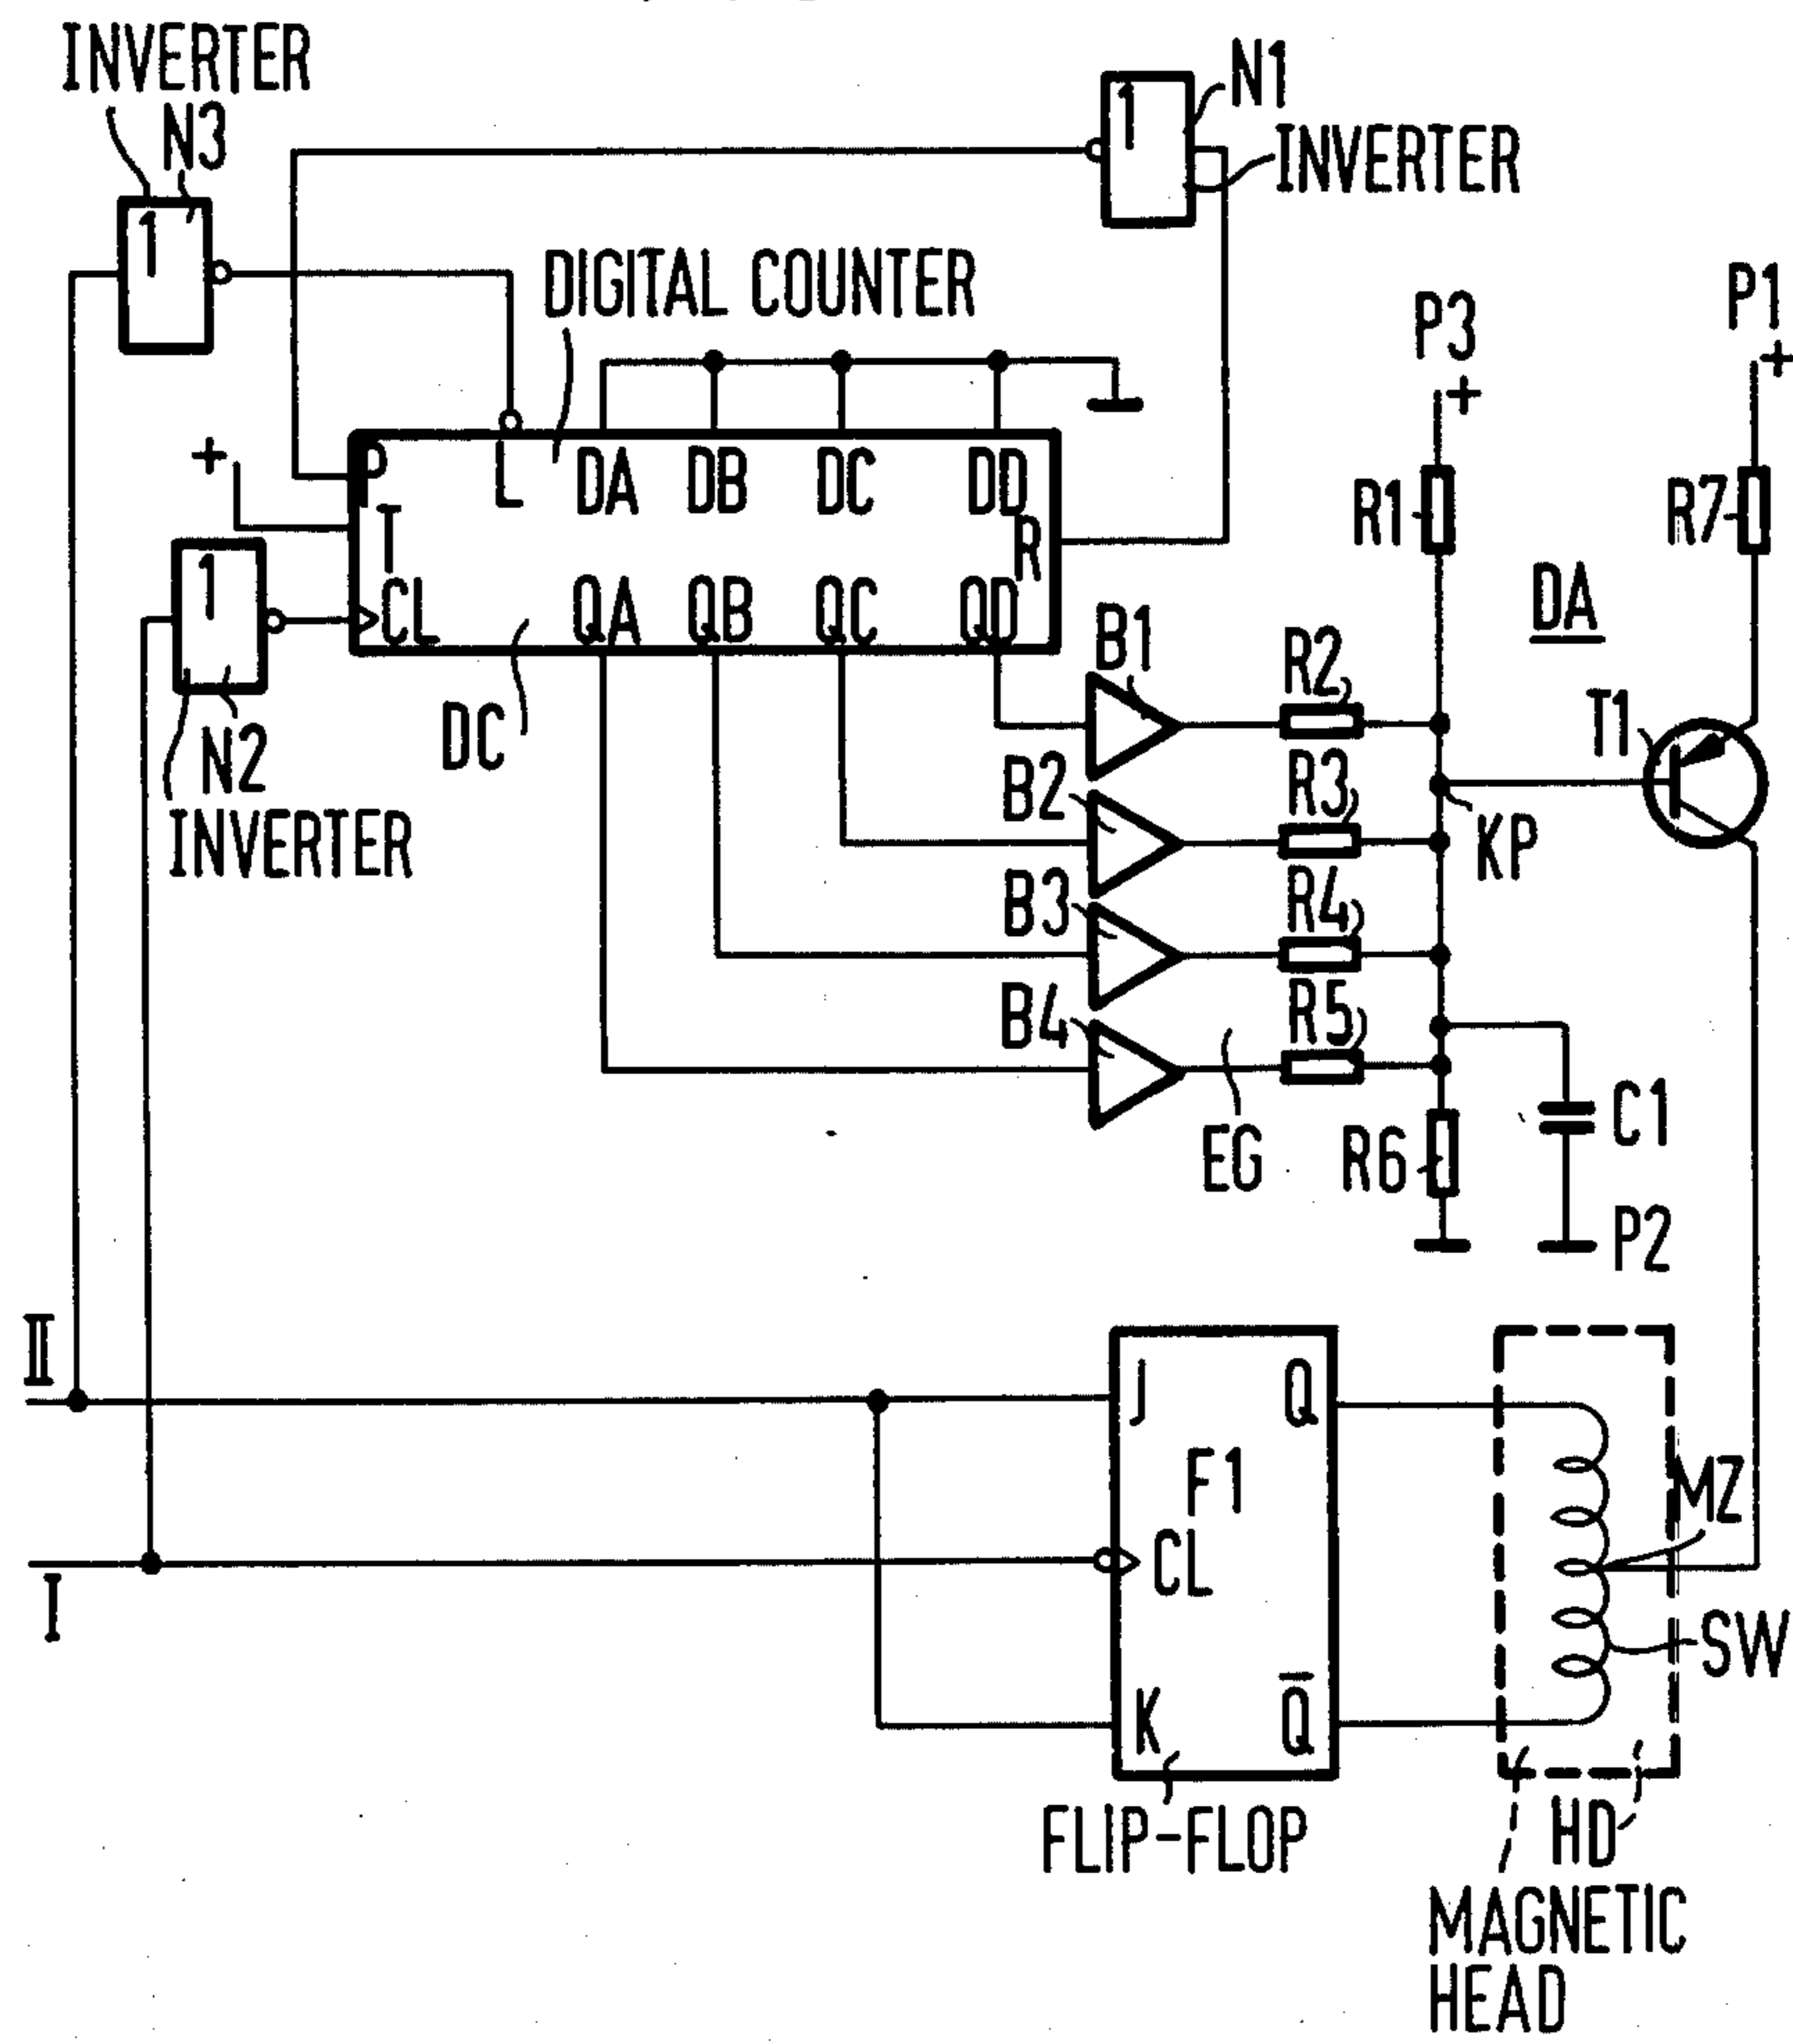 INVERTER
N3
1
N1
1
INVERTER
DIGITAL COUNTER
P3
+
P1
+
+
P
L
DA
DB
DC
DD
T
R
CL
QA
QB
QC
QD
1
N2
INVERTER
DC
R1
R7
DA
B1
R2
T1
B2
R3
KP
B3
R4
B4
R5
EG
R6
C1
P2
II
J
Q
F1
MZ
CL
I
SW
K
Q̅
FLIP-FLOP
HD
MAGNETIC
HEAD